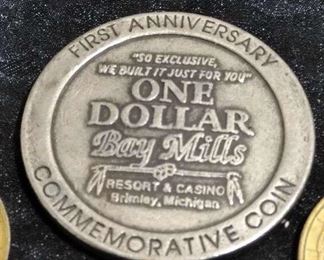 FIRST ANNIVERSARY
"SO EXCLUSIVE,
WE BUILT IT JUST FOR YOU"
ONE
DOLLAR
Bay Mills
RESORT & CASINO
Brimley, Michigan
COMMEMORATIVE COIN